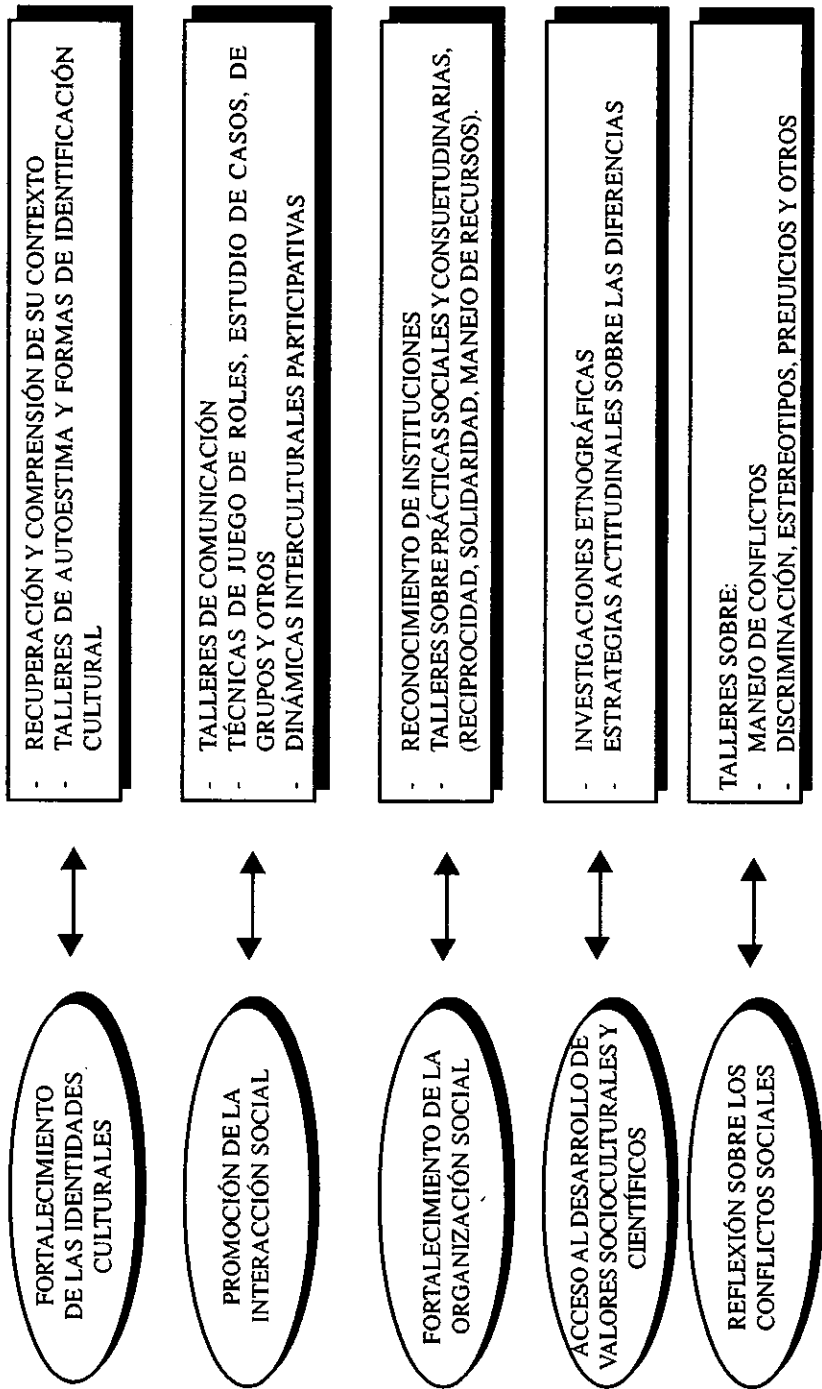 FORTALECIMIENTO
DE LAS IDENTIDADES
CULTURALES
- RECUPERACIÓN Y COMPRENSIÓN DE SU CONTEXTO
- TALLERES DE AUTOESTIMA Y FORMAS DE IDENTIFICACIÓN
CULTURAL
PROMOCIÓN DE LA
INTERACCIÓN SOCIAL
- TALLERES DE COMUNICACIÓN
- TÉCNICAS DE JUEGO DE ROLES, ESTUDIO DE CASOS, DE
GRUPOS Y OTROS
- DINÁMICAS INTERCULTURALES PARTICIPATIVAS
FORTALECIMIENTO DE LA
ORGANIZACIÓN SOCIAL
- RECONOCIMIENTO DE INSTITUCIONES
- TALLERES SOBRE PRÁCTICAS SOCIALES Y CONSUETUDINARIAS,
(RECIPROCIDAD, SOLIDARIDAD, MANEJO DE RECURSOS).
ACCESO AL DESARROLLO DE
VALORES SOCIOCULTURALES Y
CIENTÍFICOS
- INVESTIGACIONES ETNOGRÁFICAS
- ESTRATEGIAS ACTITUDINALES SOBRE LAS DIFERENCIAS
REFLEXIÓN SOBRE LOS
CONFLICTOS SOCIALES
TALLERES SOBRE:
- MANEJO DE CONFLICTOS
- DISCRIMINACIÓN, ESTEREOTIPOS, PREJUICIOS Y OTROS